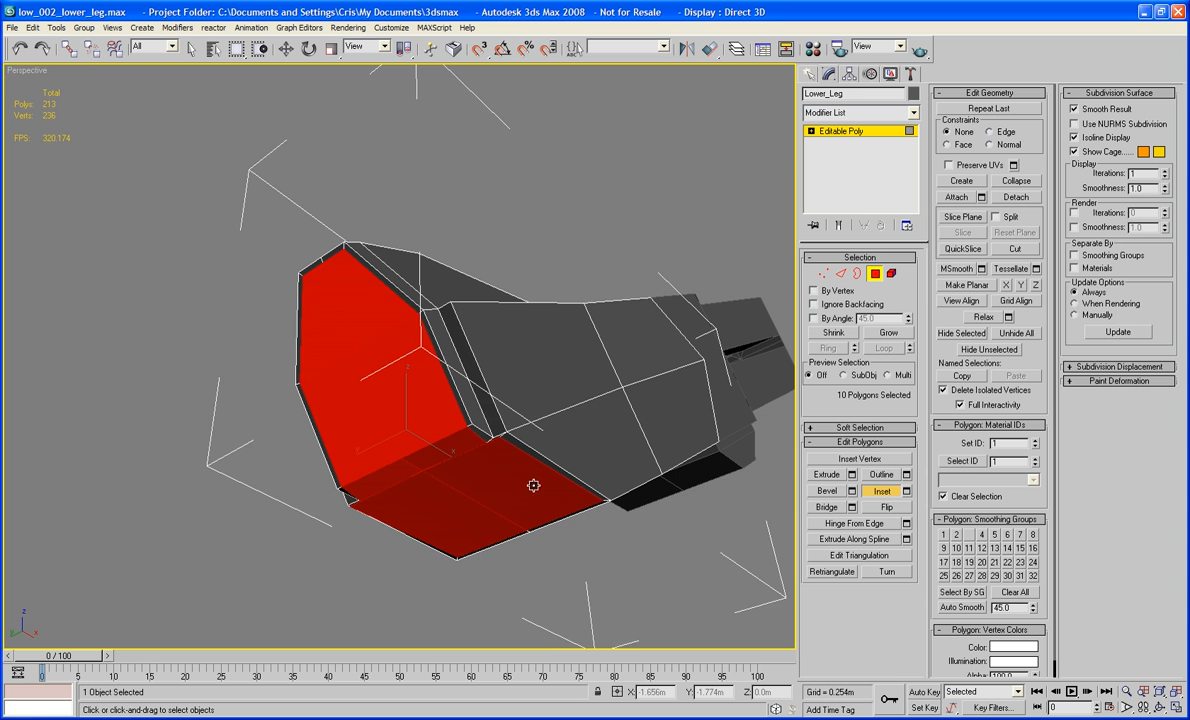 low_002_lower_leg.max - Project Folder: C:\Documents and Settings\Cris\My Documents\3dsmax - Autodesk 3ds Max 2008 - Not for Resale - Display : Direct 3D
File Edit Tools Group Views Create Modifiers reactor Animation Graph Editors Rendering Customize MAXScript Help
All View View
Perspective
Total
Polys: 213
Verts: 236
FPS: 320.174
z
x
z
x
Lower_Leg
Modifier List
Editable Poly
Selection
By Vertex
Ignore Backfacing
By Angle: 45.0
Shrink Grow
Ring Loop
Preview Selection
Off SubObj Multi
10 Polygons Selected
Soft Selection
Edit Polygons
Insert Vertex
Extrude Outline
Bevel Inset
Bridge Flip
Hinge From Edge
Extrude Along Spline
Edit Triangulation
Retriangulate Turn
Edit Geometry
Repeat Last
Constraints
None Edge
Face Normal
Preserve UVs
Create Collapse
Attach Detach
Slice Plane Split
Slice Reset Plane
QuickSlice Cut
MSmooth Tessellate
Make Planar X Y Z
View Align Grid Align
Relax
Hide Selected Unhide All
Hide Unselected
Named Selections:
Copy Paste
Delete Isolated Vertices
Full Interactivity
Polygon: Material IDs
Set ID: 1
Select ID 1
Clear Selection
Polygon: Smoothing Groups
1 2 4 5 6 7 8
9 10 11 12 13 14 15 16
17 18 19 20 21 22 23 24
25 26 27 28 29 30 31 32
Select By SG Clear All
Auto Smooth 45.0
Polygon: Vertex Colors
Color:
Illumination:
Alpha: 100.0
Subdivision Surface
Smooth Result
Use NURMS Subdivision
Isoline Display
Show Cage......
Display
Iterations: 1
Smoothness: 1.0
Render
Iterations: 0
Smoothness: 1.0
Separate By
Smoothing Groups
Materials
Update Options
Always
When Rendering
Manually
Update
Subdivision Displacement
Paint Deformation
0 / 100
0 5 10 15 20 25 30 35 40 45 50 55 60 65 70 75 80 85 90 95 100
1 Object Selected X: -1.656m Y: -1.774m Z: 0.0m Grid = 0.254m Auto Key Selected
Click or click-and-drag to select objects Add Time Tag Set Key Key Filters... 0